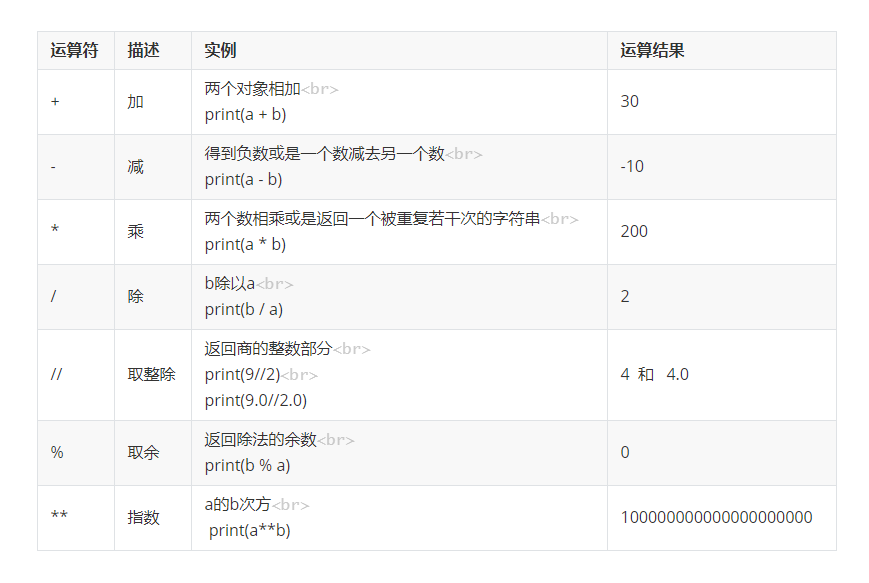 运算符 描述 实例 运算结果
+ 加 两个对象相加<br>
print(a + b) 30
- 减 得到负数或是一个数减去另一个数<br>
print(a - b) -10
* 乘 两个数相乘或是返回一个被重复若干次的字符串<br>
print(a * b) 200
/ 除 b除以a<br>
print(b / a) 2
// 取整除 返回商的整数部分<br>
print(9//2)<br>
print(9.0//2.0) 4 和 4.0
% 取余 返回除法的余数<br>
print(b % a) 0
** 指数 a的b次方<br>
print(a**b) 100000000000000000000